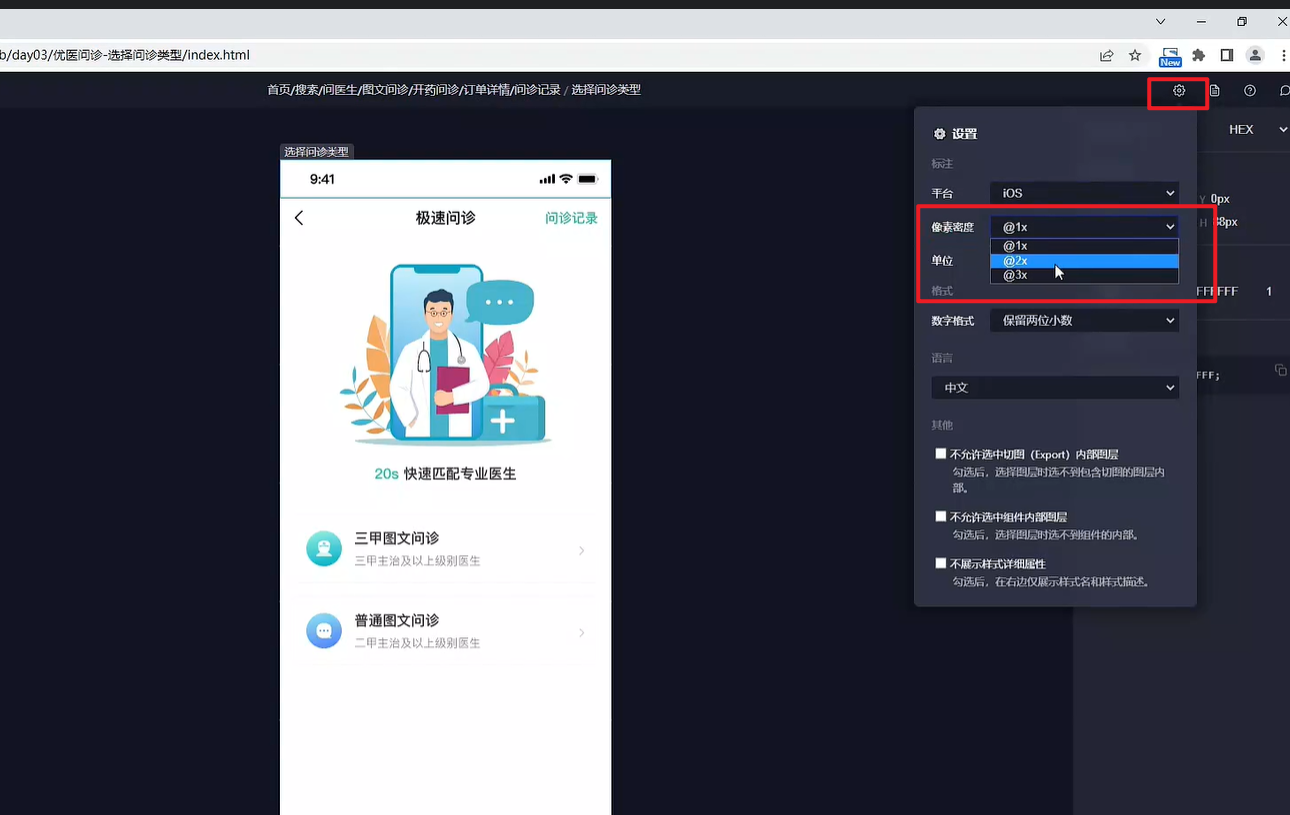 b/day03/优医问诊-选择问诊类型/index.html
New
首页/搜索/问医生/图文问诊/开药问诊/订单详情/问诊记录 / 选择问诊类型
设置
HEX
选择问诊类型
标注
9:41
平台 iOS
Y 0px
极速问诊 问诊记录
像素密度 @1x
H 38px
@1x
单位 @2x
@3x
格式
FFFFFF 1
数字格式 保留两位小数
语言
FFF;
中文
其他
不允许选中切图（Export）内部图层
勾选后，选择图层时选不到包含切图的图层内
部。
20s 快速匹配专业医生
不允许选中组件内部图层
勾选后，选择图层时选不到组件的内部。
三甲图文问诊
三甲主治及以上级别医生
不展示样式详细属性
勾选后，在右边仅展示样式名和样式描述。
普通图文问诊
二甲主治及以上级别医生